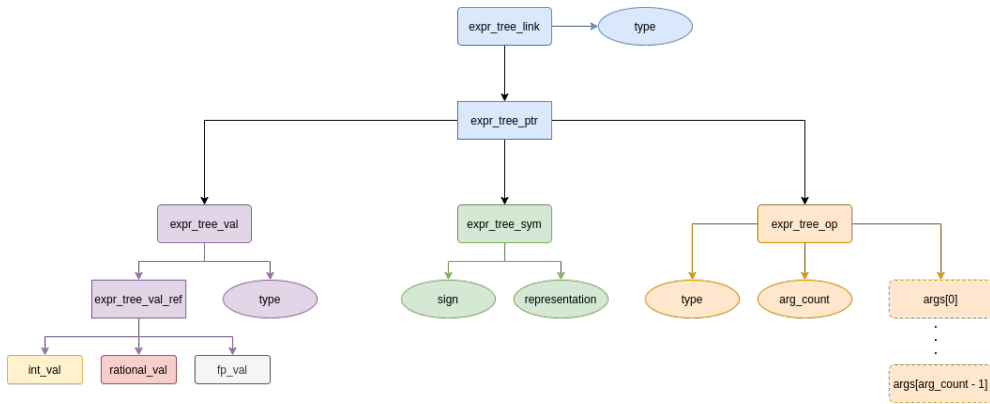 expr_tree_link
type
expr_tree_ptr
expr_tree_val
expr_tree_sym
expr_tree_op
expr_tree_val_ref
type
sign
representation
type
arg_count
args[0]
int_val
rational_val
fp_val
args[arg_count - 1]